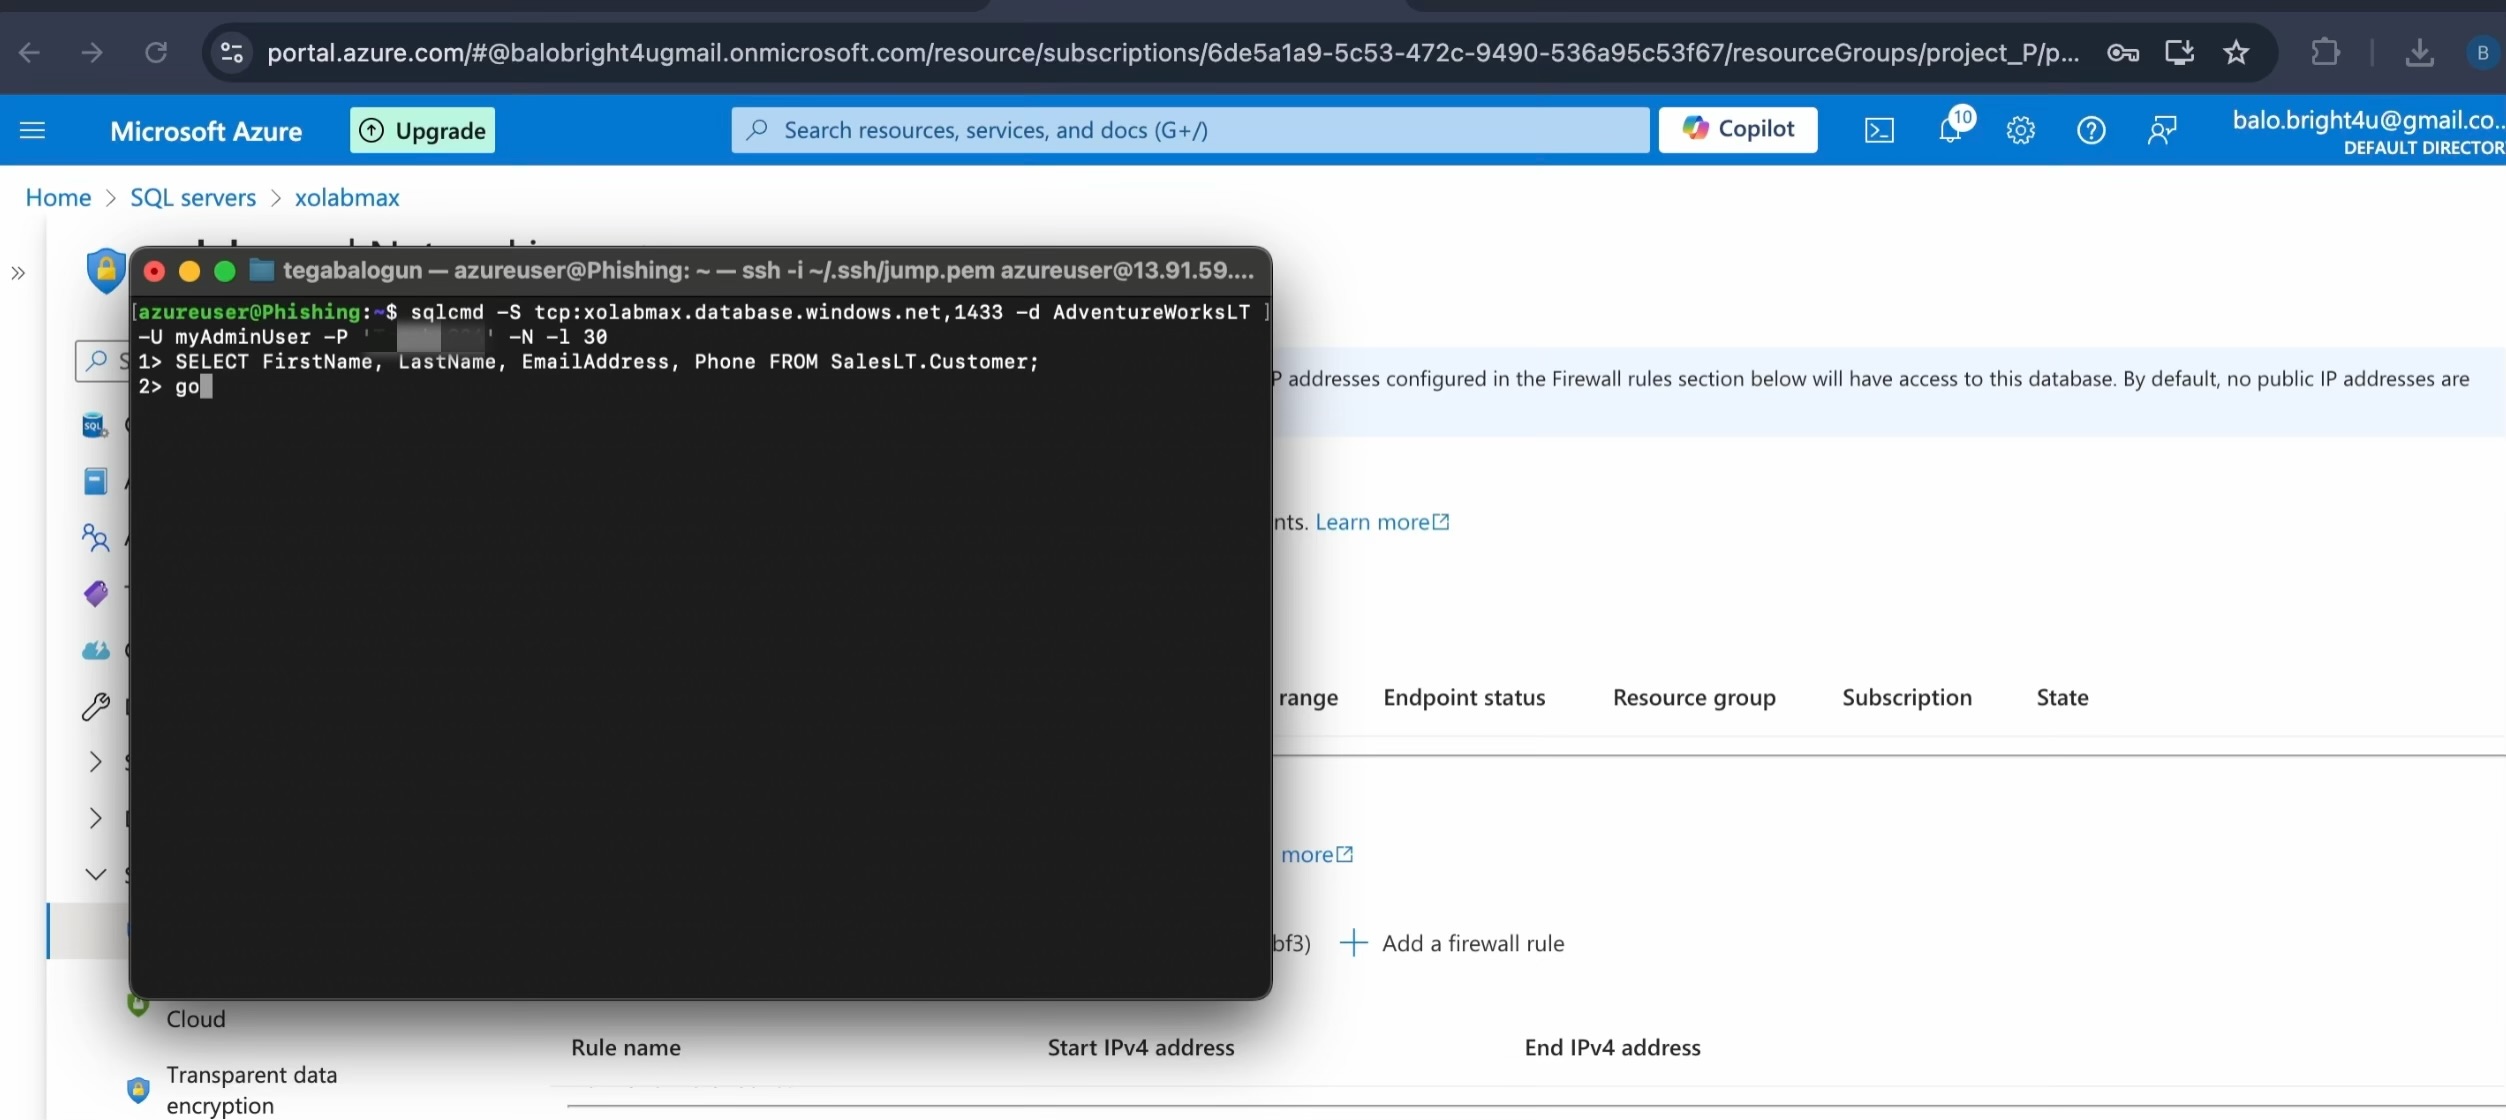 portal.azure.com/#@balobright4ugmail.onmicrosoft.com/resource/subscriptions/6de5a1a9-5c53-472c-9490-536a95c53f67/resourceGroups/project_P/p...
B
Microsoft Azure
Upgrade
Search resources, services, and docs (G+/)
Copilot
10
balo.bright4u@gmail.co..
DEFAULT DIRECTOR
Home > SQL servers > xolabmax
tegabalogun — azureuser@Phishing: ~ — ssh -i ~/.ssh/jump.pem azureuser@13.91.59....
[azureuser@Phishing:~$ sqlcmd -S tcp:xolabmax.database.windows.net,1433 -d AdventureWorksLT ]
-U myAdminUser -P ' ' -N -l 30
1> SELECT FirstName, LastName, EmailAddress, Phone FROM SalesLT.Customer;
2> go
P addresses configured in the Firewall rules section below will have access to this database. By default, no public IP addresses are
nts. Learn more
range Endpoint status Resource group Subscription State
more
bf3) + Add a firewall rule
Cloud
Rule name Start IPv4 address End IPv4 address
Transparent data
encryption